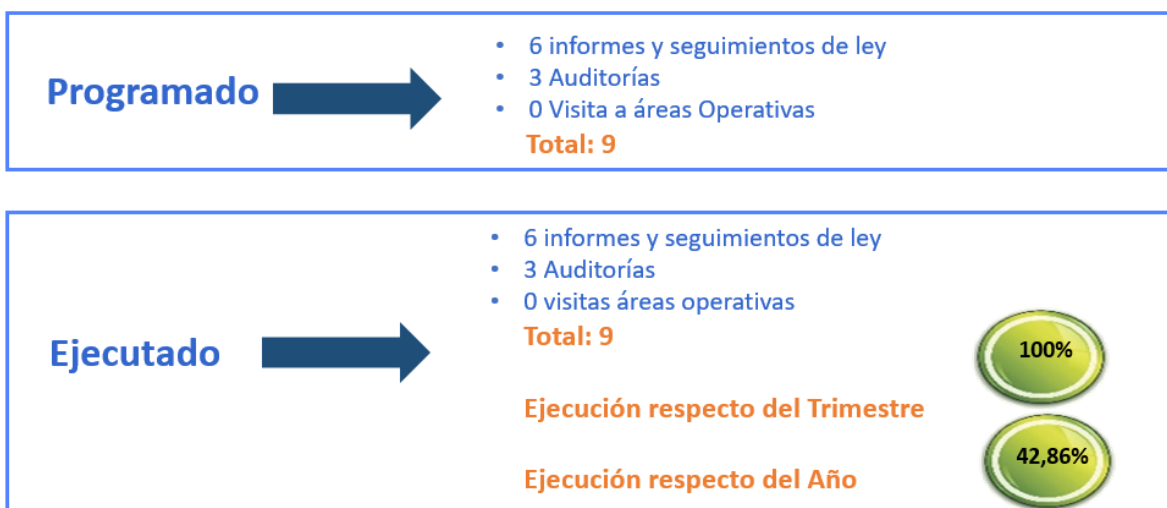 Programado
• 6 informes y seguimientos de ley
• 3 Auditorías
• 0 Visita a áreas Operativas
Total: 9
Ejecutado
• 6 informes y seguimientos de ley
• 3 Auditorías
• 0 visitas áreas operativas
Total: 9
100%
Ejecución respecto del Trimestre
42,86%
Ejecución respecto del Año